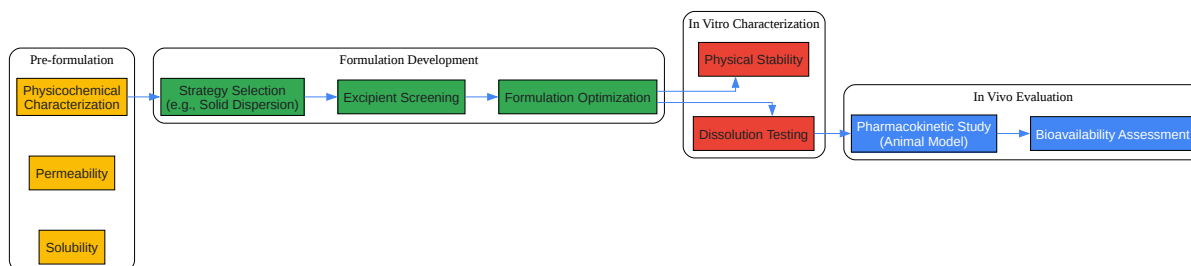 Pre-formulation
Physicochemical
Characterization
Permeability
Solubility
Formulation Development
Strategy Selection
(e.g., Solid Dispersion)
Excipient Screening
Formulation Optimization
In Vitro Characterization
Physical Stability
Dissolution Testing
In Vivo Evaluation
Pharmacokinetic Study
(Animal Model)
Bioavailability Assessment